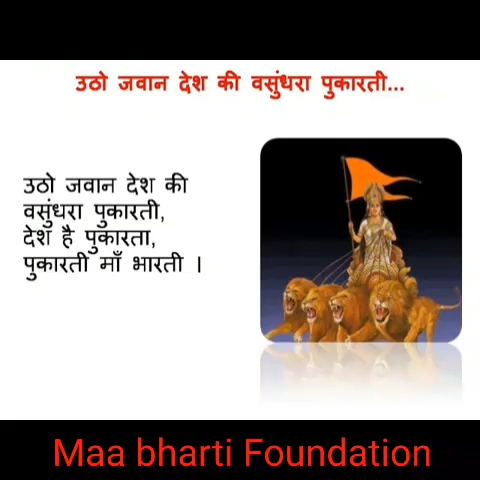 उठो जवान देश की वसुंधरा पुकारती...
उठो जवान देश की
वसुंधरा पुकारती,
देश है पुकारता,
पुकारती माँ भारती ।
Maa bharti Foundation